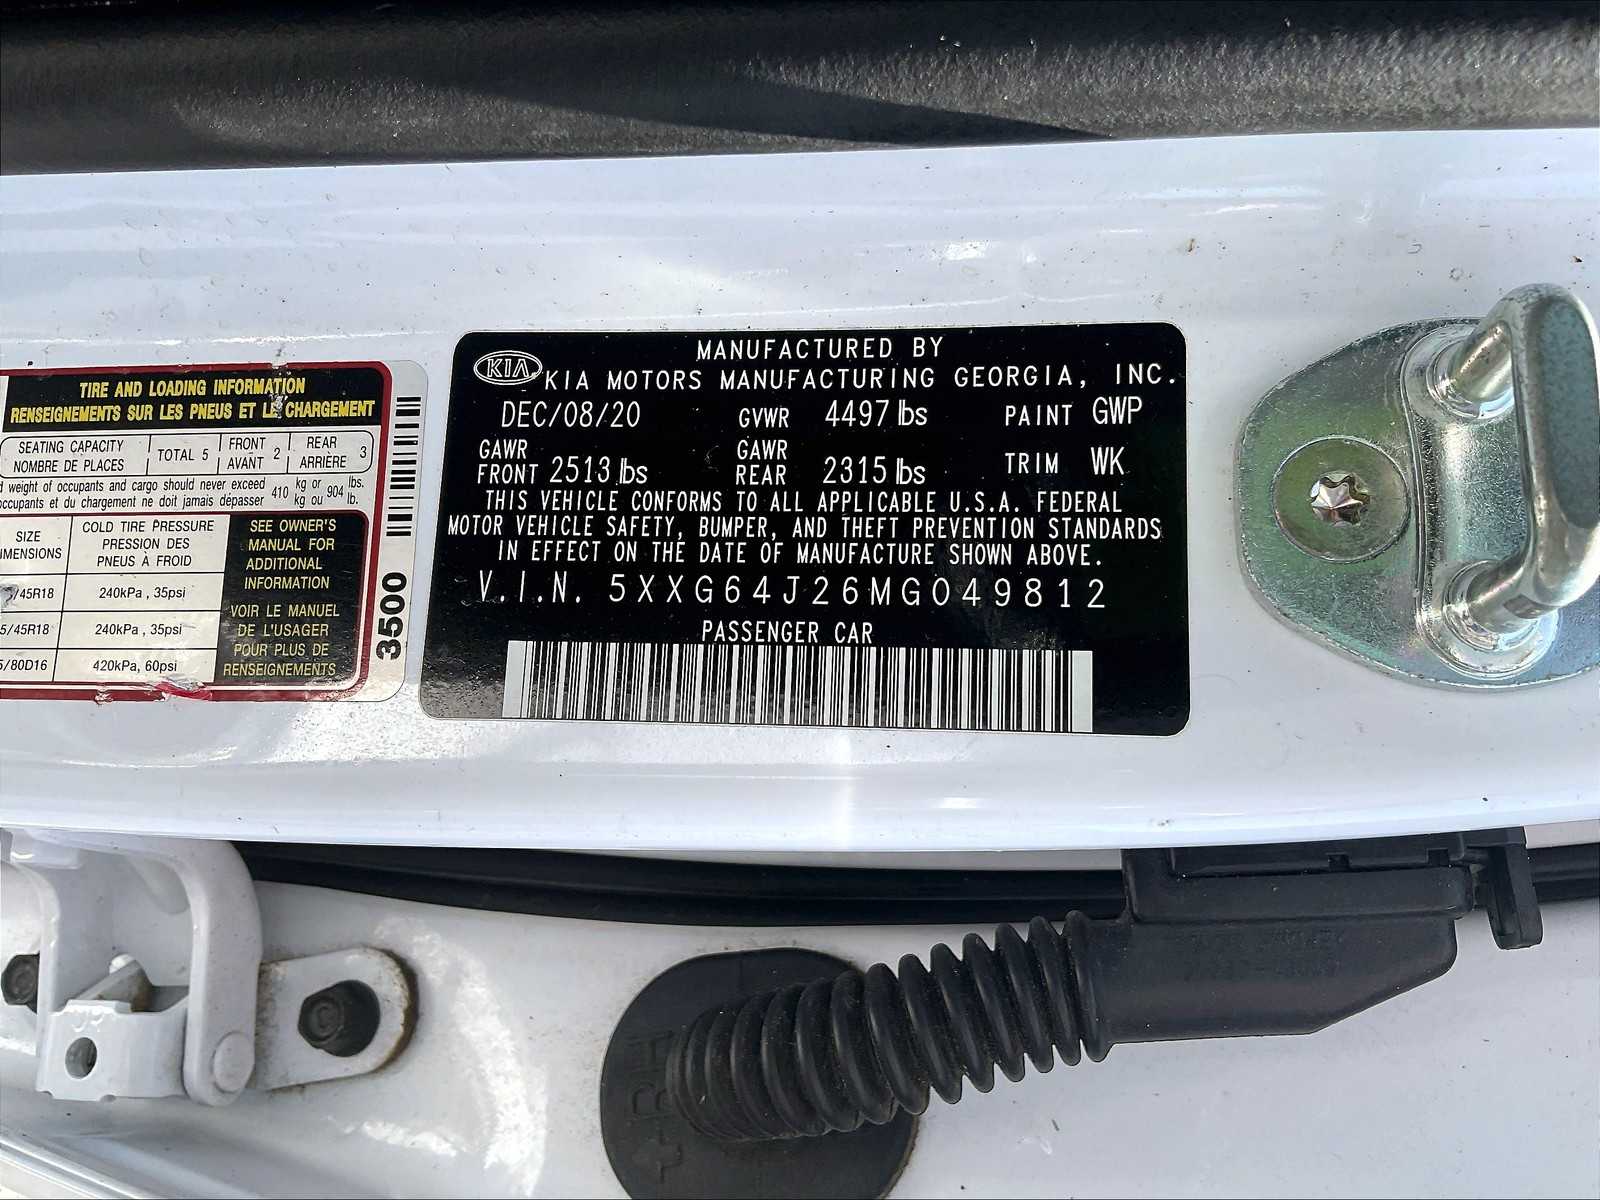 MANUFACTURED BY
KIA KIA MOTORS MANUFACTURING GEORGIA, INC.
DEC/08/20 GVWR 4497 lbs PAINT GWP
GAWR FRONT 2513 lbs GAWR REAR 2315 lbs TRIM WK
THIS VEHICLE CONFORMS TO ALL APPLICABLE U.S.A. FEDERAL
MOTOR VEHICLE SAFETY, BUMPER, AND THEFT PREVENTION STANDARDS
IN EFFECT ON THE DATE OF MANUFACTURE SHOWN ABOVE.
V.I.N. 5XXG64J26MG049812
PASSENGER CAR
TIRE AND LOADING INFORMATION
RENSEIGNEMENTS SUR LES PNEUS ET LE CHARGEMENT
SEATING CAPACITY
NOMBRE DE PLACES
TOTAL 5
FRONT
AVANT 2
REAR
ARRIÈRE 3
weight of occupants and cargo should never exceed 410 kg or 904 lbs.
occupants et du chargement ne doit jamais dépasser kg ou lb.
SIZE
DIMENSIONS
COLD TIRE PRESSURE
PRESSION DES
PNEUS À FROID
/45R18 240kPa , 35psi
5/45R18 240kPa , 35psi
5/80D16 420kPa , 60psi
SEE OWNER'S
MANUAL FOR
ADDITIONAL
INFORMATION
VOIR LE MANUEL
DE L'USAGER
POUR PLUS DE
RENSEIGNEMENTS
3500